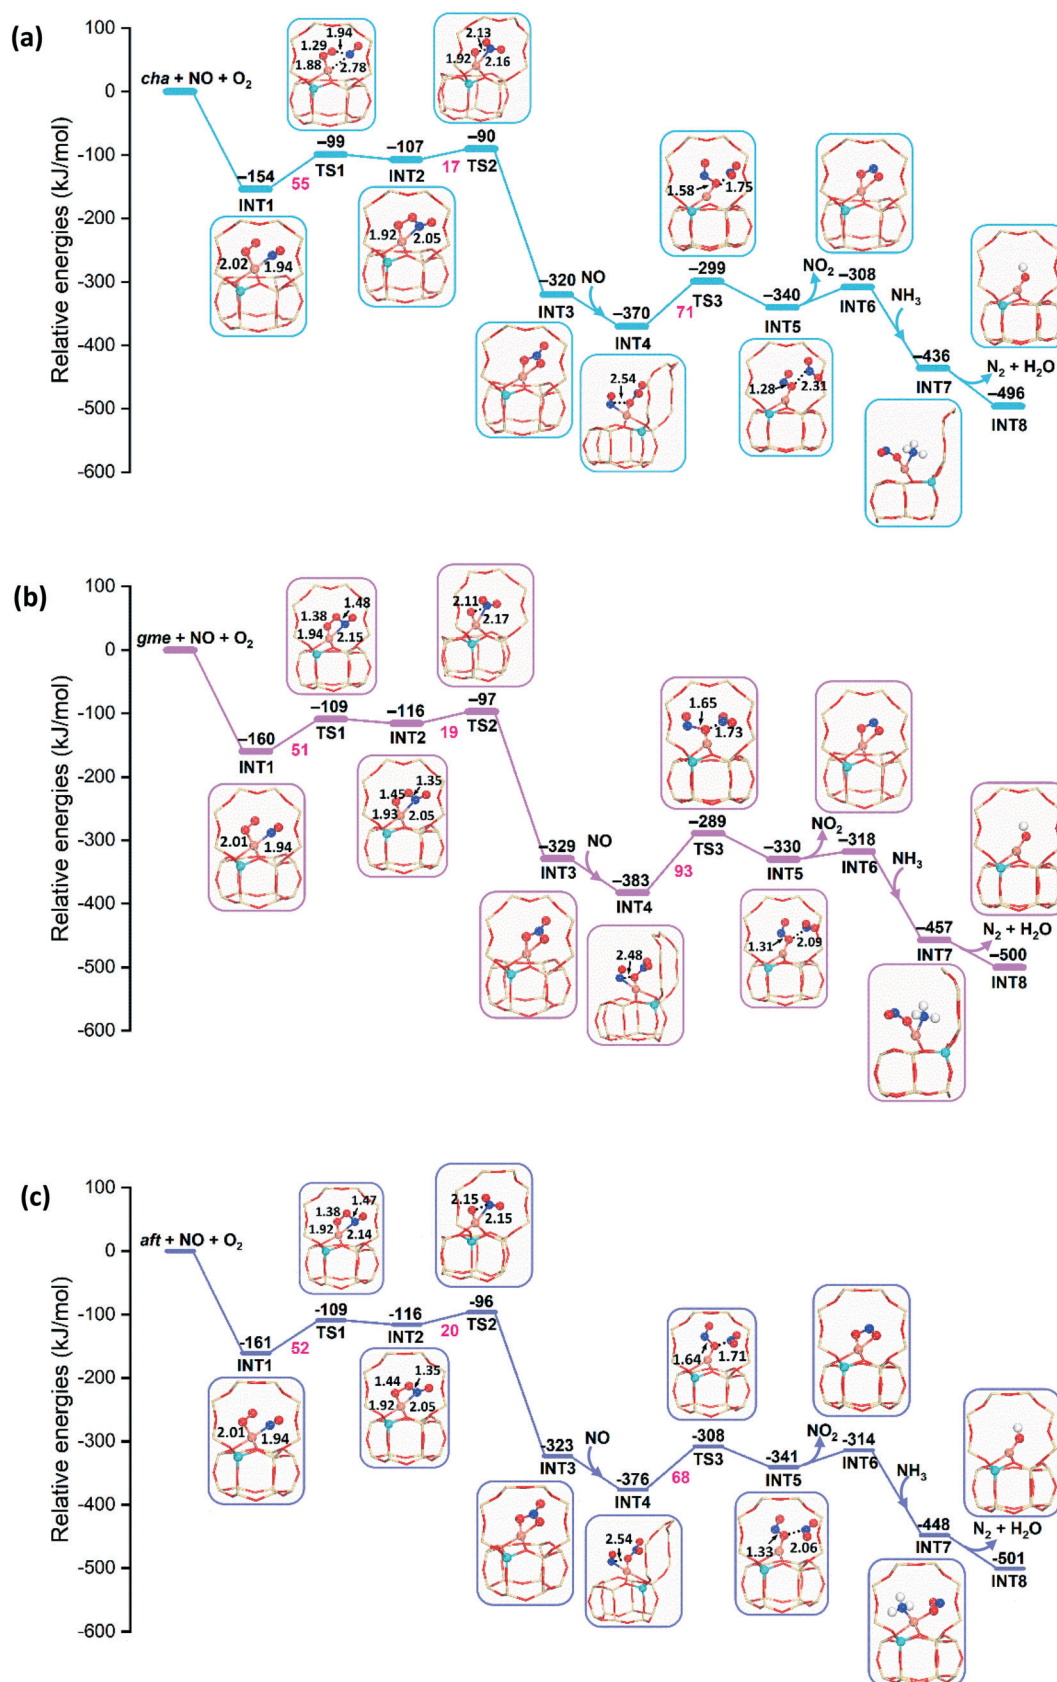 (a)
Relative energies (kJ/mol)
100
0
-100
-200
-300
-400
-500
-600
cha + NO + O2
−154
INT1
2.02
1.94
55
−99
TS1
1.29
1.94
1.88
2.78
−107
INT2
1.92
2.05
17
−90
TS2
2.13
1.92
2.16
−320
INT3
NO
−370
INT4
2.54
71
−299
TS3
1.58
1.75
−340
INT5
1.28
2.31
NO2
−308
INT6
NH3
−436
INT7
N2 + H2O
−496
INT8
(b)
Relative energies (kJ/mol)
100
0
-100
-200
-300
-400
-500
-600
gme + NO + O2
−160
INT1
2.01
1.94
51
−109
TS1
1.38
1.48
1.94
2.15
−116
INT2
1.45
1.35
1.93
2.05
19
−97
TS2
2.11
2.17
−329
INT3
NO
−383
INT4
2.48
93
−289
TS3
1.65
1.73
−330
INT5
1.31
2.09
NO2
−318
INT6
NH3
−457
INT7
N2 + H2O
−500
INT8
(c)
Relative energies (kJ/mol)
100
0
-100
-200
-300
-400
-500
-600
aft + NO + O2
-161
INT1
2.01
1.94
52
-109
TS1
1.38
1.47
1.92
2.14
-116
INT2
1.44
1.35
1.92
2.05
20
-96
TS2
2.15
2.15
-323
INT3
NO
-376
INT4
2.54
68
-308
TS3
1.64
1.71
-341
INT5
1.33
2.06
NO2
-314
INT6
NH3
-448
INT7
N2 + H2O
-501
INT8